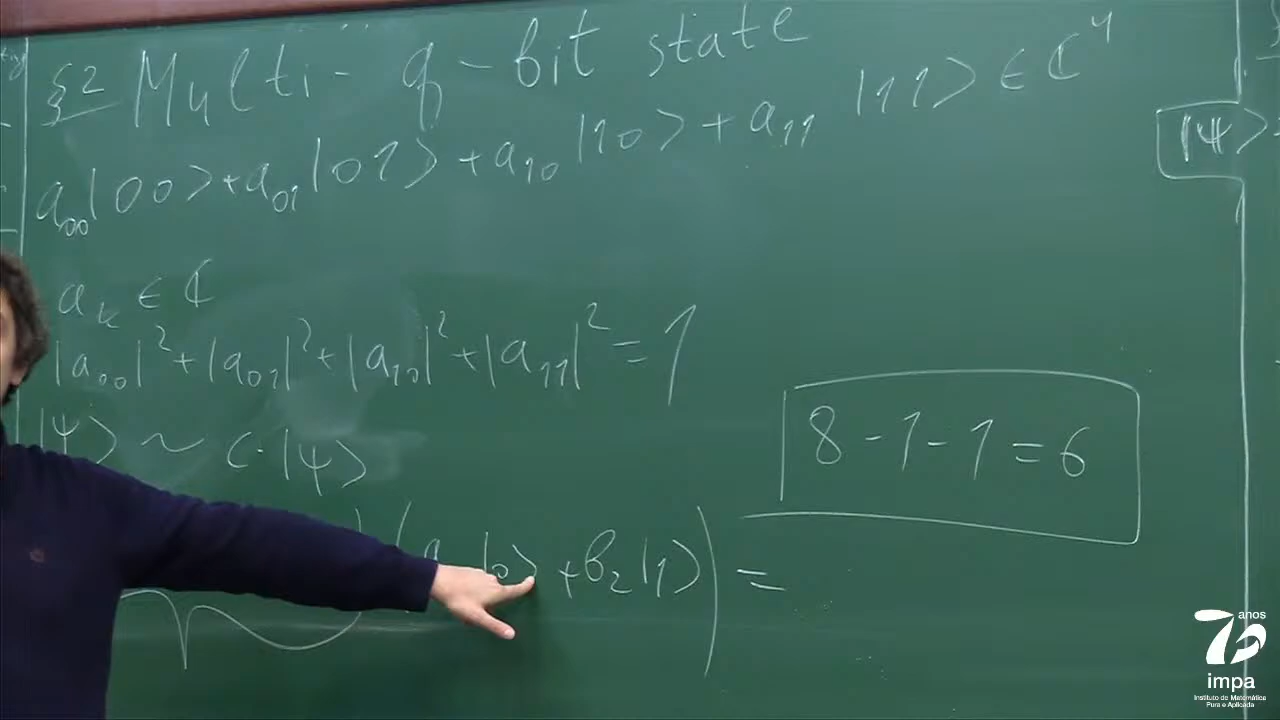 §2 Multi- q-bit state
a₀₀|00>+a₀₁|01>+a₁₀|10>+a₁₁|11> ∈ ℂ⁴
|ψ>
aₖ ∈ ℂ
|a₀₀|²+|a₀₁|²+|a₁₀|²+|a₁₁|²=1
|ψ> ~ c·|ψ>
8-1-1=6
(a |0> +b₂|1>) =
70 anos
impa
Instituto de Matemática
Pura e Aplicada